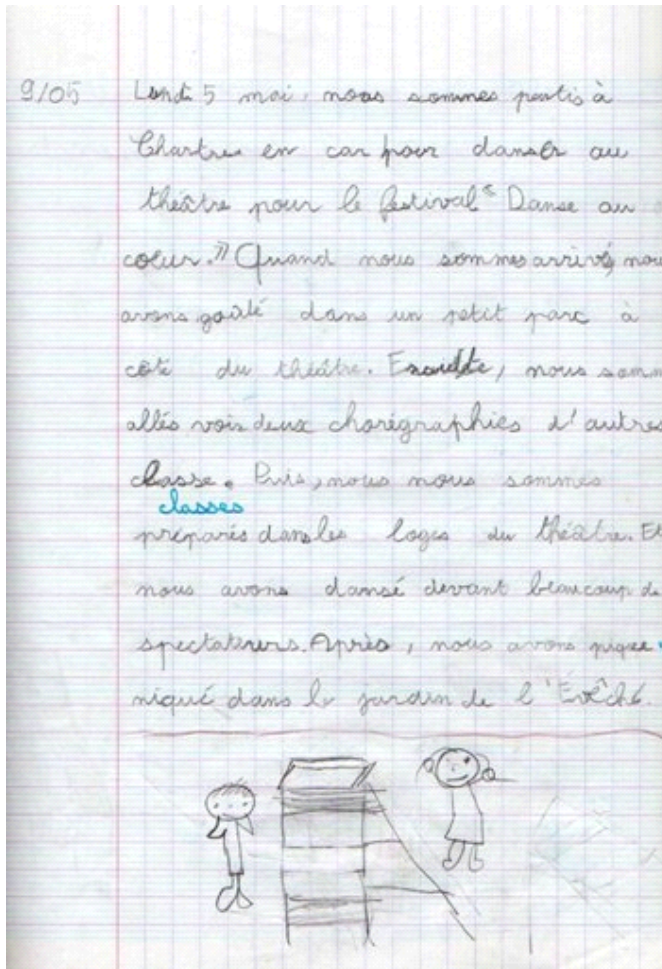 9/05 Lundi 5 mai, nous sommes partis à
Chartres en car pour danser au
théâtre pour le festival « Danse au
coeur. » Quand nous sommes arrivés, nous
avons goûté dans un petit parc à
côté du théâtre. Ensuite, nous somm
allés voir deux chorégraphies d'autres
classe. Puis, nous nous sommes
classes
préparés dans les loges du théâtre. Et
nous avons dansé devant beaucoup de
spectateurs. Après, nous avons pique-
niqué dans le jardin de l'Évêché.